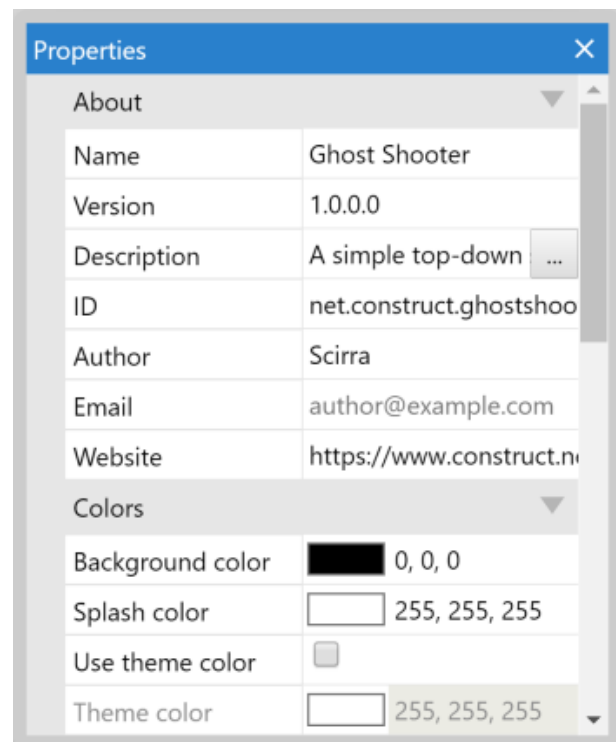 Properties
About
Name Ghost Shooter
Version 1.0.0.0
Description A simple top-down ...
ID net.construct.ghostshoo
Author Scirra
Email author@example.com
Website https://www.construct.n
Colors
Background color 0, 0, 0
Splash color 255, 255, 255
Use theme color
Theme color 255, 255, 255